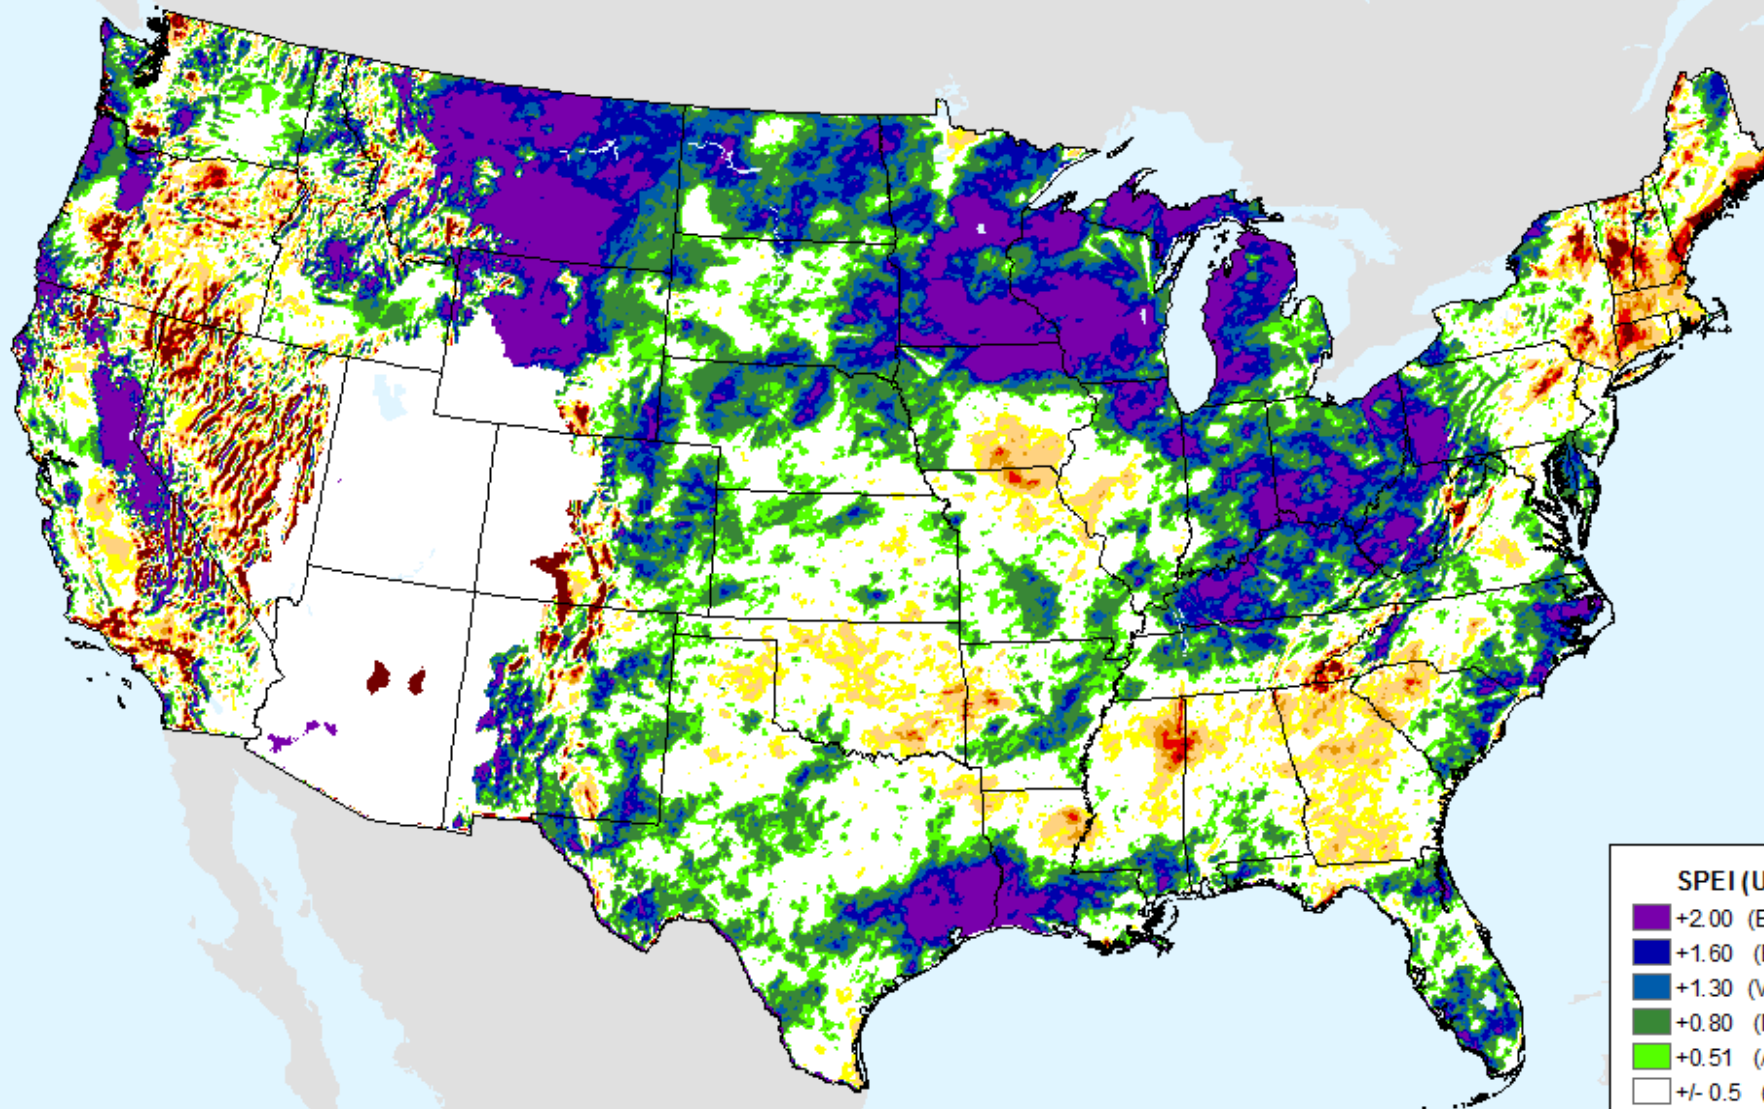 SPEI (U
+2.00 (E
+1.60 (
+1.30 (V
+0.80 (
+0.51 (
+/- 0.5 (